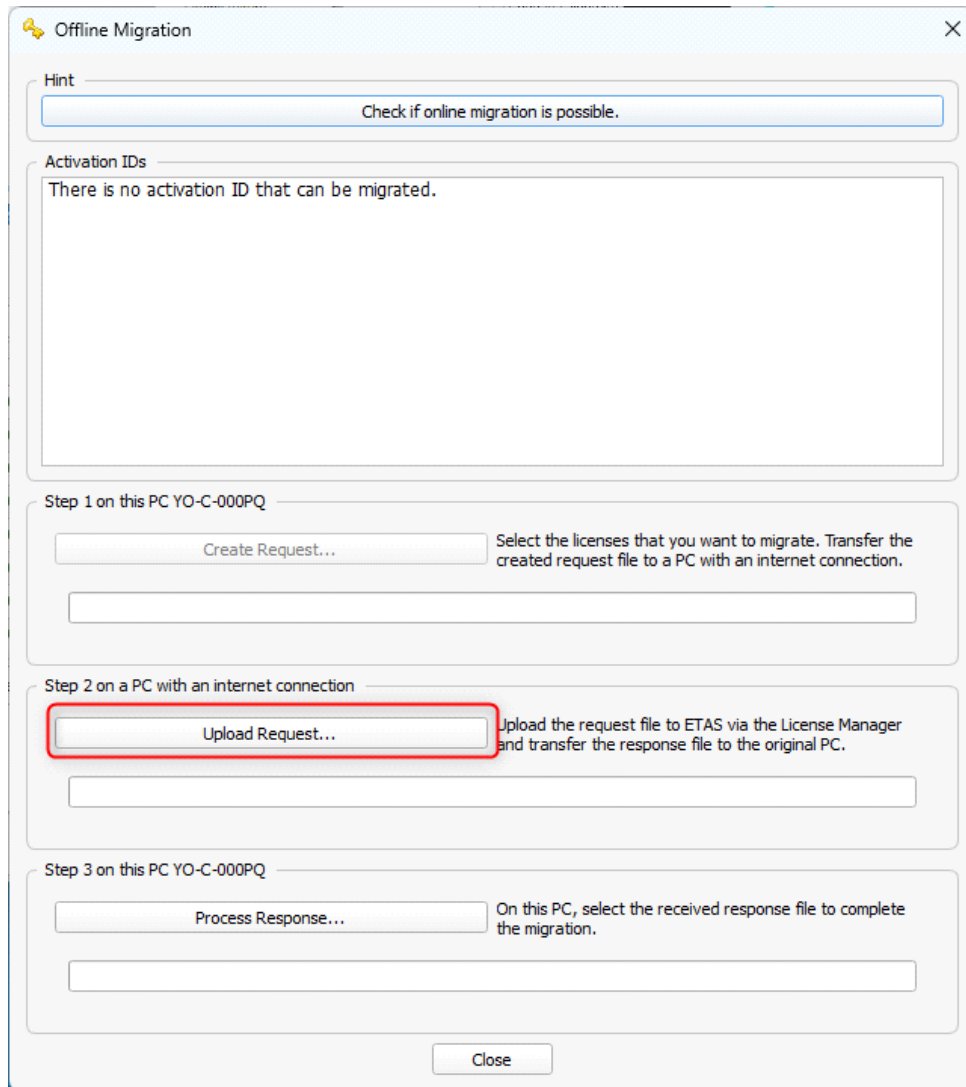 Offline Migration
Hint
Check if online migration is possible.
Activation IDs
There is no activation ID that can be migrated.
Step 1 on this PC YO-C-000PQ
Create Request...
Select the licenses that you want to migrate. Transfer the
created request file to a PC with an internet connection.
Step 2 on a PC with an internet connection
Upload Request...
Upload the request file to ETAS via the License Manager
and transfer the response file to the original PC.
Step 3 on this PC YO-C-000PQ
Process Response...
On this PC, select the received response file to complete
the migration.
Close